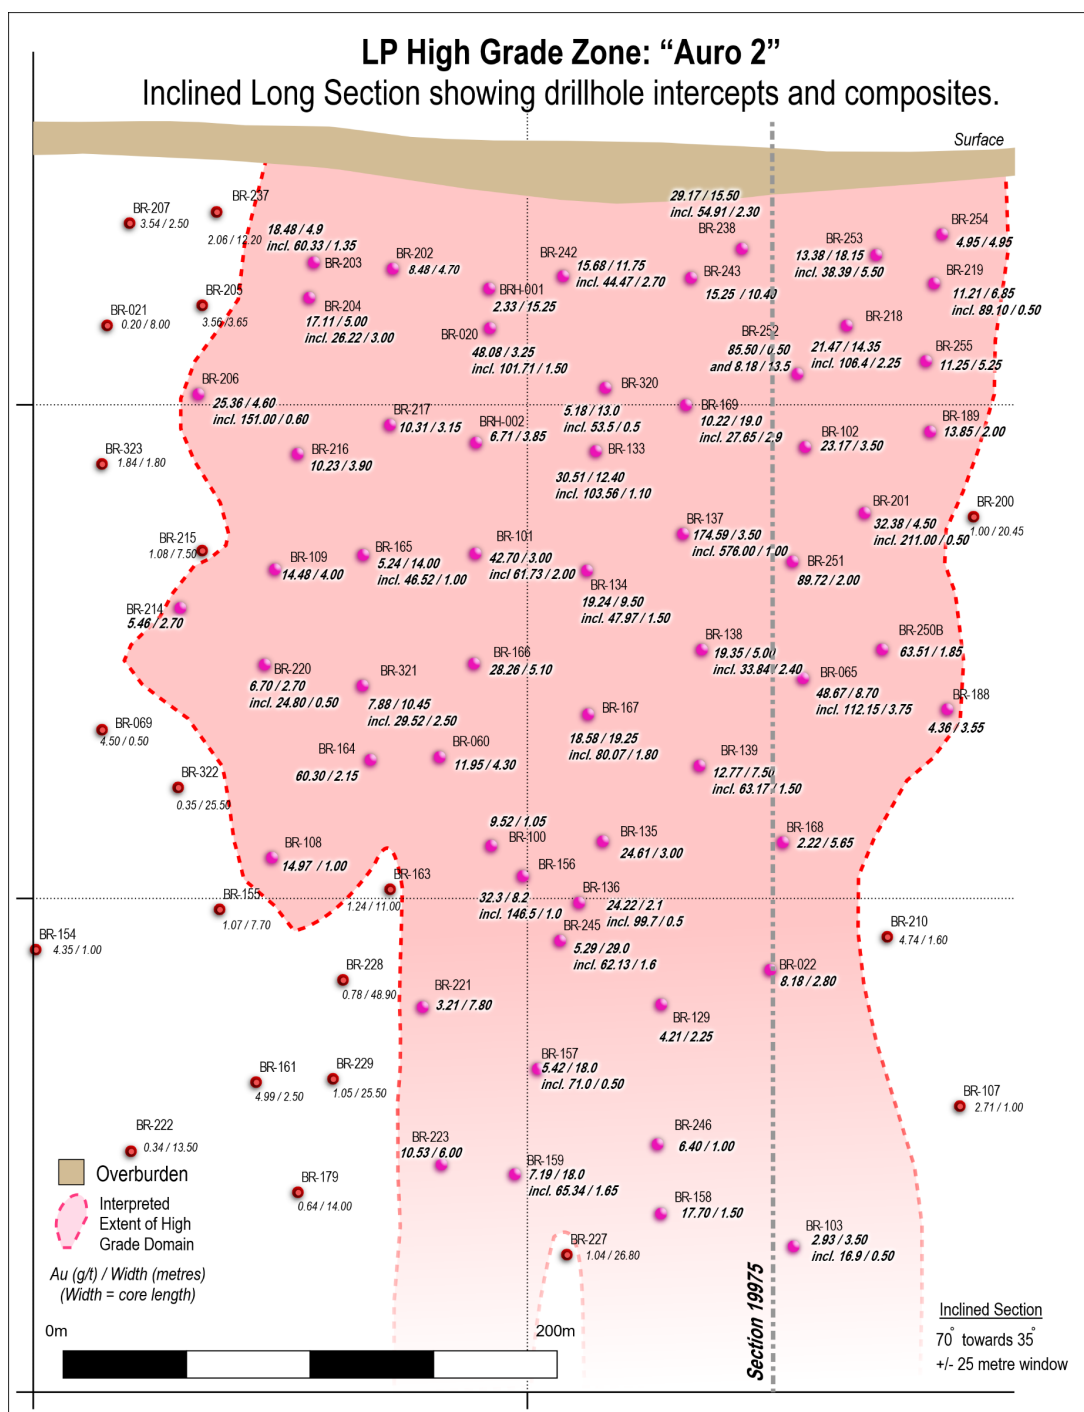 LP High Grade Zone: “Auro 2”
Inclined Long Section showing drillhole intercepts and composites.
Surface
BR-207
3.54 / 2.50
BR-237
2.06 / 12.20
18.48 / 4.9
incl. 60.33 / 1.35
BR-203
BR-202
8.48 / 4.70
BR-242
15.68 / 11.75
incl. 44.47 / 2.70
29.17 / 15.50
incl. 54.91 / 2.30
BR-238
BR-243
15.25 / 10.40
BR-253
13.38 / 18.15
incl. 38.39 / 5.50
BR-254
4.95 / 4.95
BR-219
11.21 / 6.85
incl. 89.10 / 0.50
BR-021
0.20 / 8.00
BR-205
3.56 / 3.65
BR-204
17.11 / 5.00
incl. 26.22 / 3.00
BRH-001
2.33 / 15.25
BR-020
48.08 / 3.25
incl. 101.71 / 1.50
BR-252
85.50 / 0.50
and 8.18 / 13.5
BR-218
21.47 / 14.35
incl. 106.4 / 2.25
BR-255
11.25 / 5.25
BR-206
25.36 / 4.60
incl. 151.00 / 0.60
BR-217
10.31 / 3.15
BRH-002
6.71 / 3.85
BR-320
5.18 / 13.0
incl. 53.5 / 0.5
BR-169
10.22 / 19.0
incl. 27.65 / 2.9
BR-102
23.17 / 3.50
BR-189
13.85 / 2.00
BR-323
1.84 / 1.80
BR-216
10.23 / 3.90
BR-133
30.51 / 12.40
incl. 103.56 / 1.10
BR-201
32.38 / 4.50
incl. 211.00 / 0.50
BR-200
1.00 / 20.45
BR-215
1.08 / 7.50
BR-109
14.48 / 4.00
BR-165
5.24 / 14.00
incl. 46.52 / 1.00
BR-101
42.70 / 3.00
incl 61.73 / 2.00
BR-137
174.59 / 3.50
incl. 576.00 / 1.00
BR-251
89.72 / 2.00
BR-134
19.24 / 9.50
incl. 47.97 / 1.50
BR-214
5.46 / 2.70
BR-220
6.70 / 2.70
incl. 24.80 / 0.50
BR-321
7.88 / 10.45
incl. 29.52 / 2.50
BR-166
28.26 / 5.10
BR-138
19.35 / 5.00
incl. 33.84 / 2.40
BR-250B
63.51 / 1.85
BR-065
48.67 / 8.70
incl. 112.15 / 3.75
BR-188
4.36 / 3.55
BR-069
4.50 / 0.50
BR-167
18.58 / 19.25
incl. 80.07 / 1.80
BR-164
60.30 / 2.15
BR-060
11.95 / 4.30
BR-139
12.77 / 7.50
incl. 63.17 / 1.50
BR-322
0.35 / 25.50
BR-108
14.97 / 1.00
9.52 / 1.05
BR-100
BR-135
24.61 / 3.00
BR-168
2.22 / 5.65
BR-163
1.24 / 11.00
BR-156
32.3 / 8.2
incl. 146.5 / 1.0
BR-136
24.22 / 2.1
incl. 99.7 / 0.5
BR-155
1.07 / 7.70
BR-154
4.35 / 1.00
BR-245
5.29 / 29.0
incl. 62.13 / 1.6
BR-210
4.74 / 1.60
BR-228
0.78 / 48.90
BR-221
3.21 / 7.80
BR-022
8.18 / 2.80
BR-129
4.21 / 2.25
BR-161
4.99 / 2.50
BR-229
1.05 / 25.50
BR-157
5.42 / 18.0
incl. 71.0 / 0.50
BR-107
2.71 / 1.00
BR-222
0.34 / 13.50
BR-223
10.53 / 6.00
BR-246
6.40 / 1.00
BR-179
0.64 / 14.00
BR-159
7.19 / 18.0
incl. 65.34 / 1.65
BR-158
17.70 / 1.50
BR-227
1.04 / 26.80
BR-103
2.93 / 3.50
incl. 16.9 / 0.50
Overburden
Interpreted
Extent of High
Grade Domain
Au (g/t) / Width (metres)
(Width = core length)
0m
200m
Section 19975
Inclined Section
70° towards 35°
+/- 25 metre window